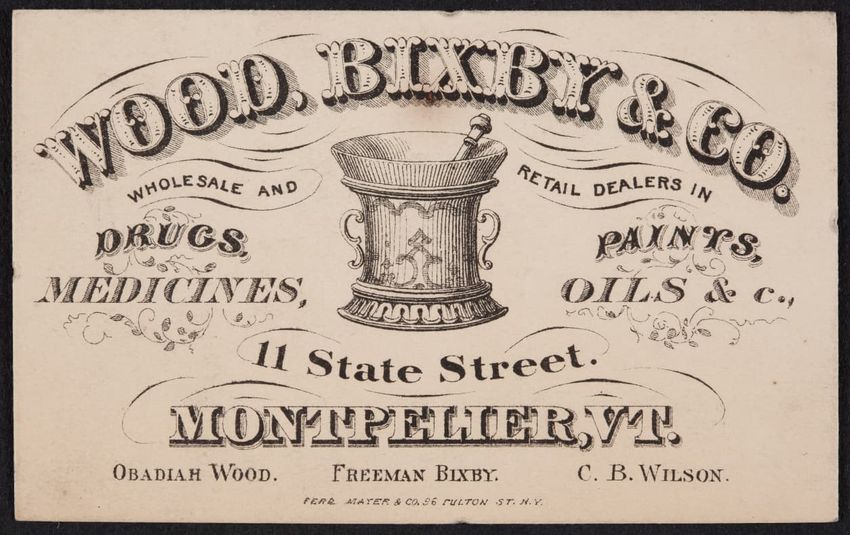 WOOD, BIXBY & CO.
WHOLESALE AND RETAIL DEALERS IN
DRUGS, PAINTS,
MEDICINES, OILS & c.,
11 State Street.
MONTPELIER, VT.
OBADIAH WOOD. FREEMAN BIXBY. C. B. WILSON.
FERD. MAYER & CO. 96 FULTON ST. N.Y.